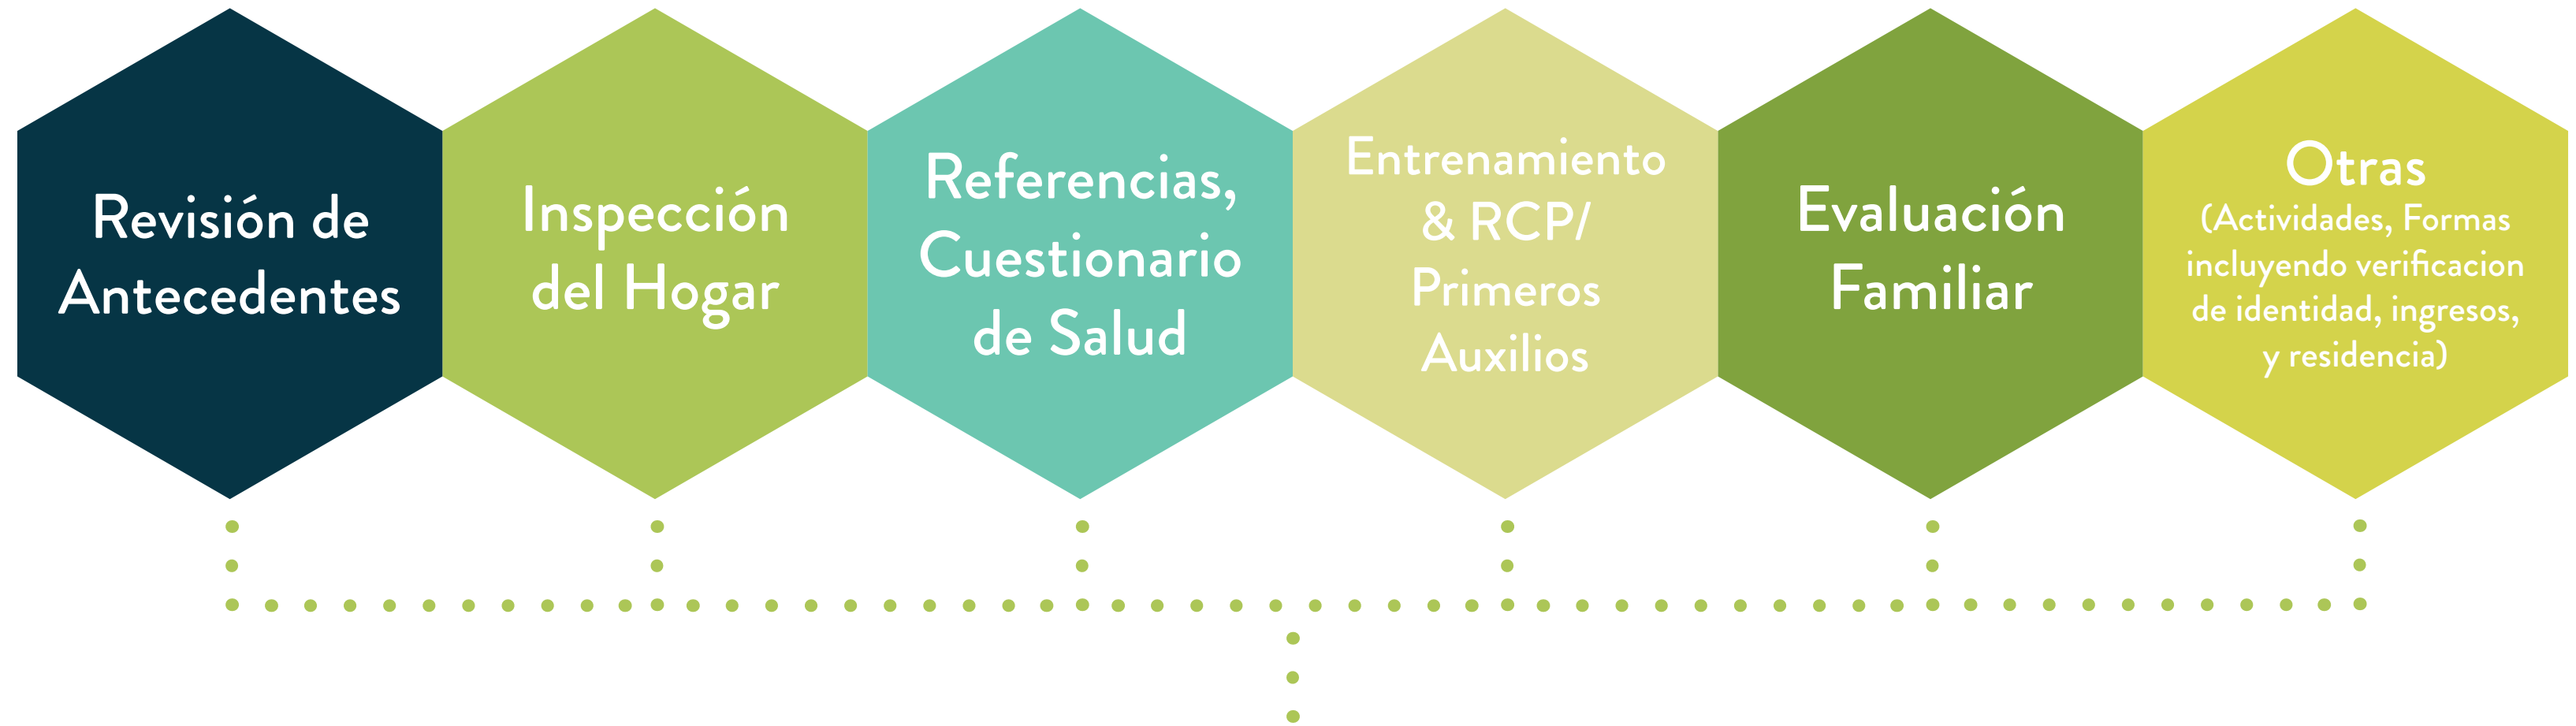 Revisión de
Antecedentes
Inspección
del Hogar
Referencias,
Cuestionario
de Salud
Entrenamiento
& RCP/
Primeros
Auxilios
Evaluación
Familiar
Otras
(Actividades, Formas
incluyendo verificacion
de identidad, ingresos,
y residencia)